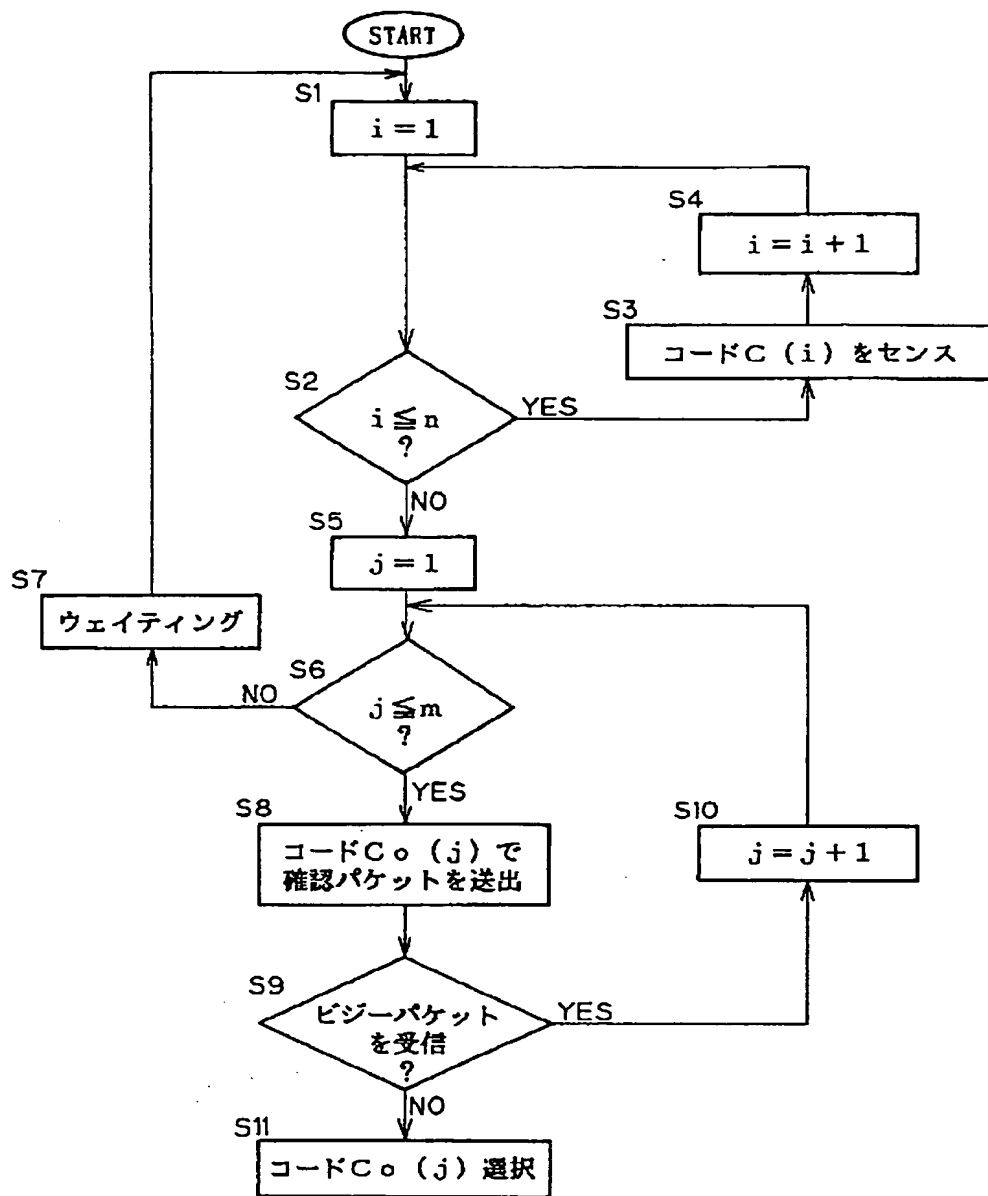 START
S1
i = 1
S4
i = i + 1
S3
コードC (i) をセンス
S2
i ≦ n
?
YES
NO
S5
j = 1
S7
ウェイティング
S6
NO
j ≦ m
?
YES
S8
コードCo (j) で
確認パケットを送出
S10
j = j + 1
S9
ビジーパケット
を受信
?
YES
NO
S11
コードCo (j) 選択